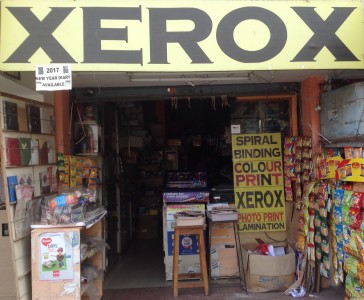 XEROX
2017
NEW YEAR DIARY
AVAILABLE
SPIRAL
BINDING
COLOUR
PRINT
XEROX
PHOTO PRINT
LAMINATION